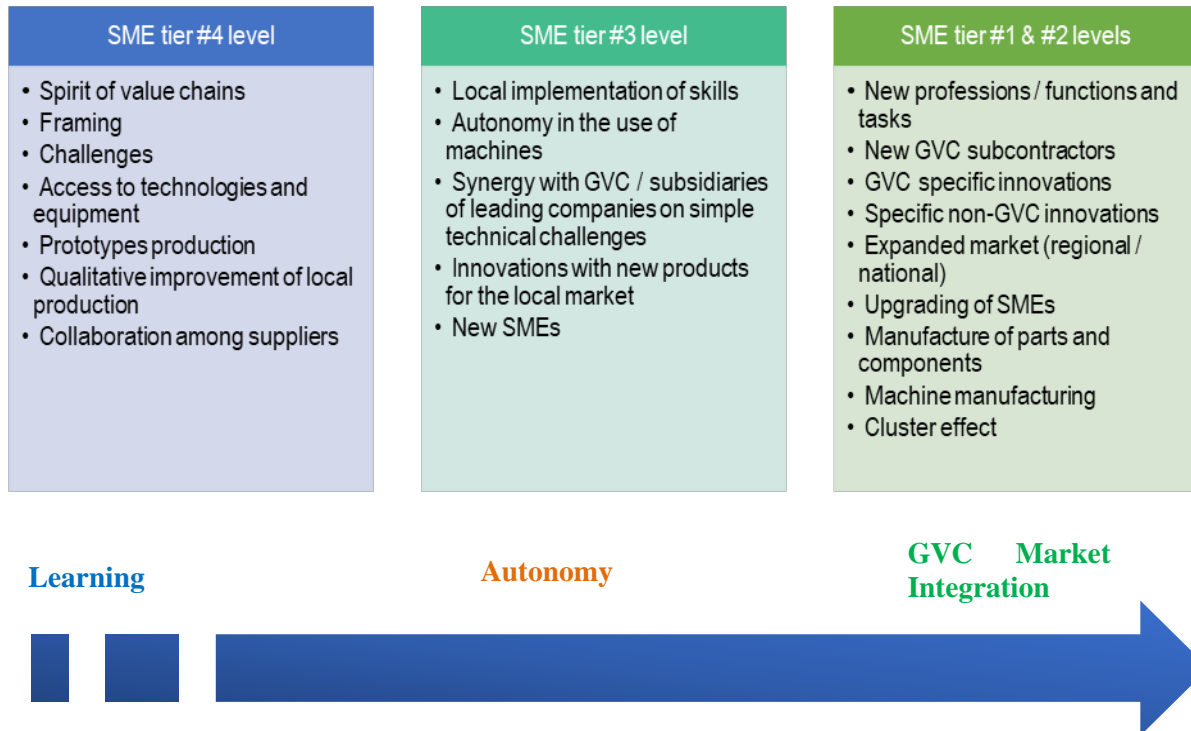 SME tier #4 level
• Spirit of value chains
• Framing
• Challenges
• Access to technologies and
equipment
• Prototypes production
• Qualitative improvement of local
production
• Collaboration among suppliers
SME tier #3 level
• Local implementation of skills
• Autonomy in the use of
machines
• Synergy with GVC / subsidiaries
of leading companies on simple
technical challenges
• Innovations with new products
for the local market
• New SMEs
SME tier #1 & #2 levels
• New professions / functions and
tasks
• New GVC subcontractors
• GVC specific innovations
• Specific non-GVC innovations
• Expanded market (regional /
national)
• Upgrading of SMEs
• Manufacture of parts and
components
• Machine manufacturing
• Cluster effect
Learning
Autonomy
GVC Market
Integration